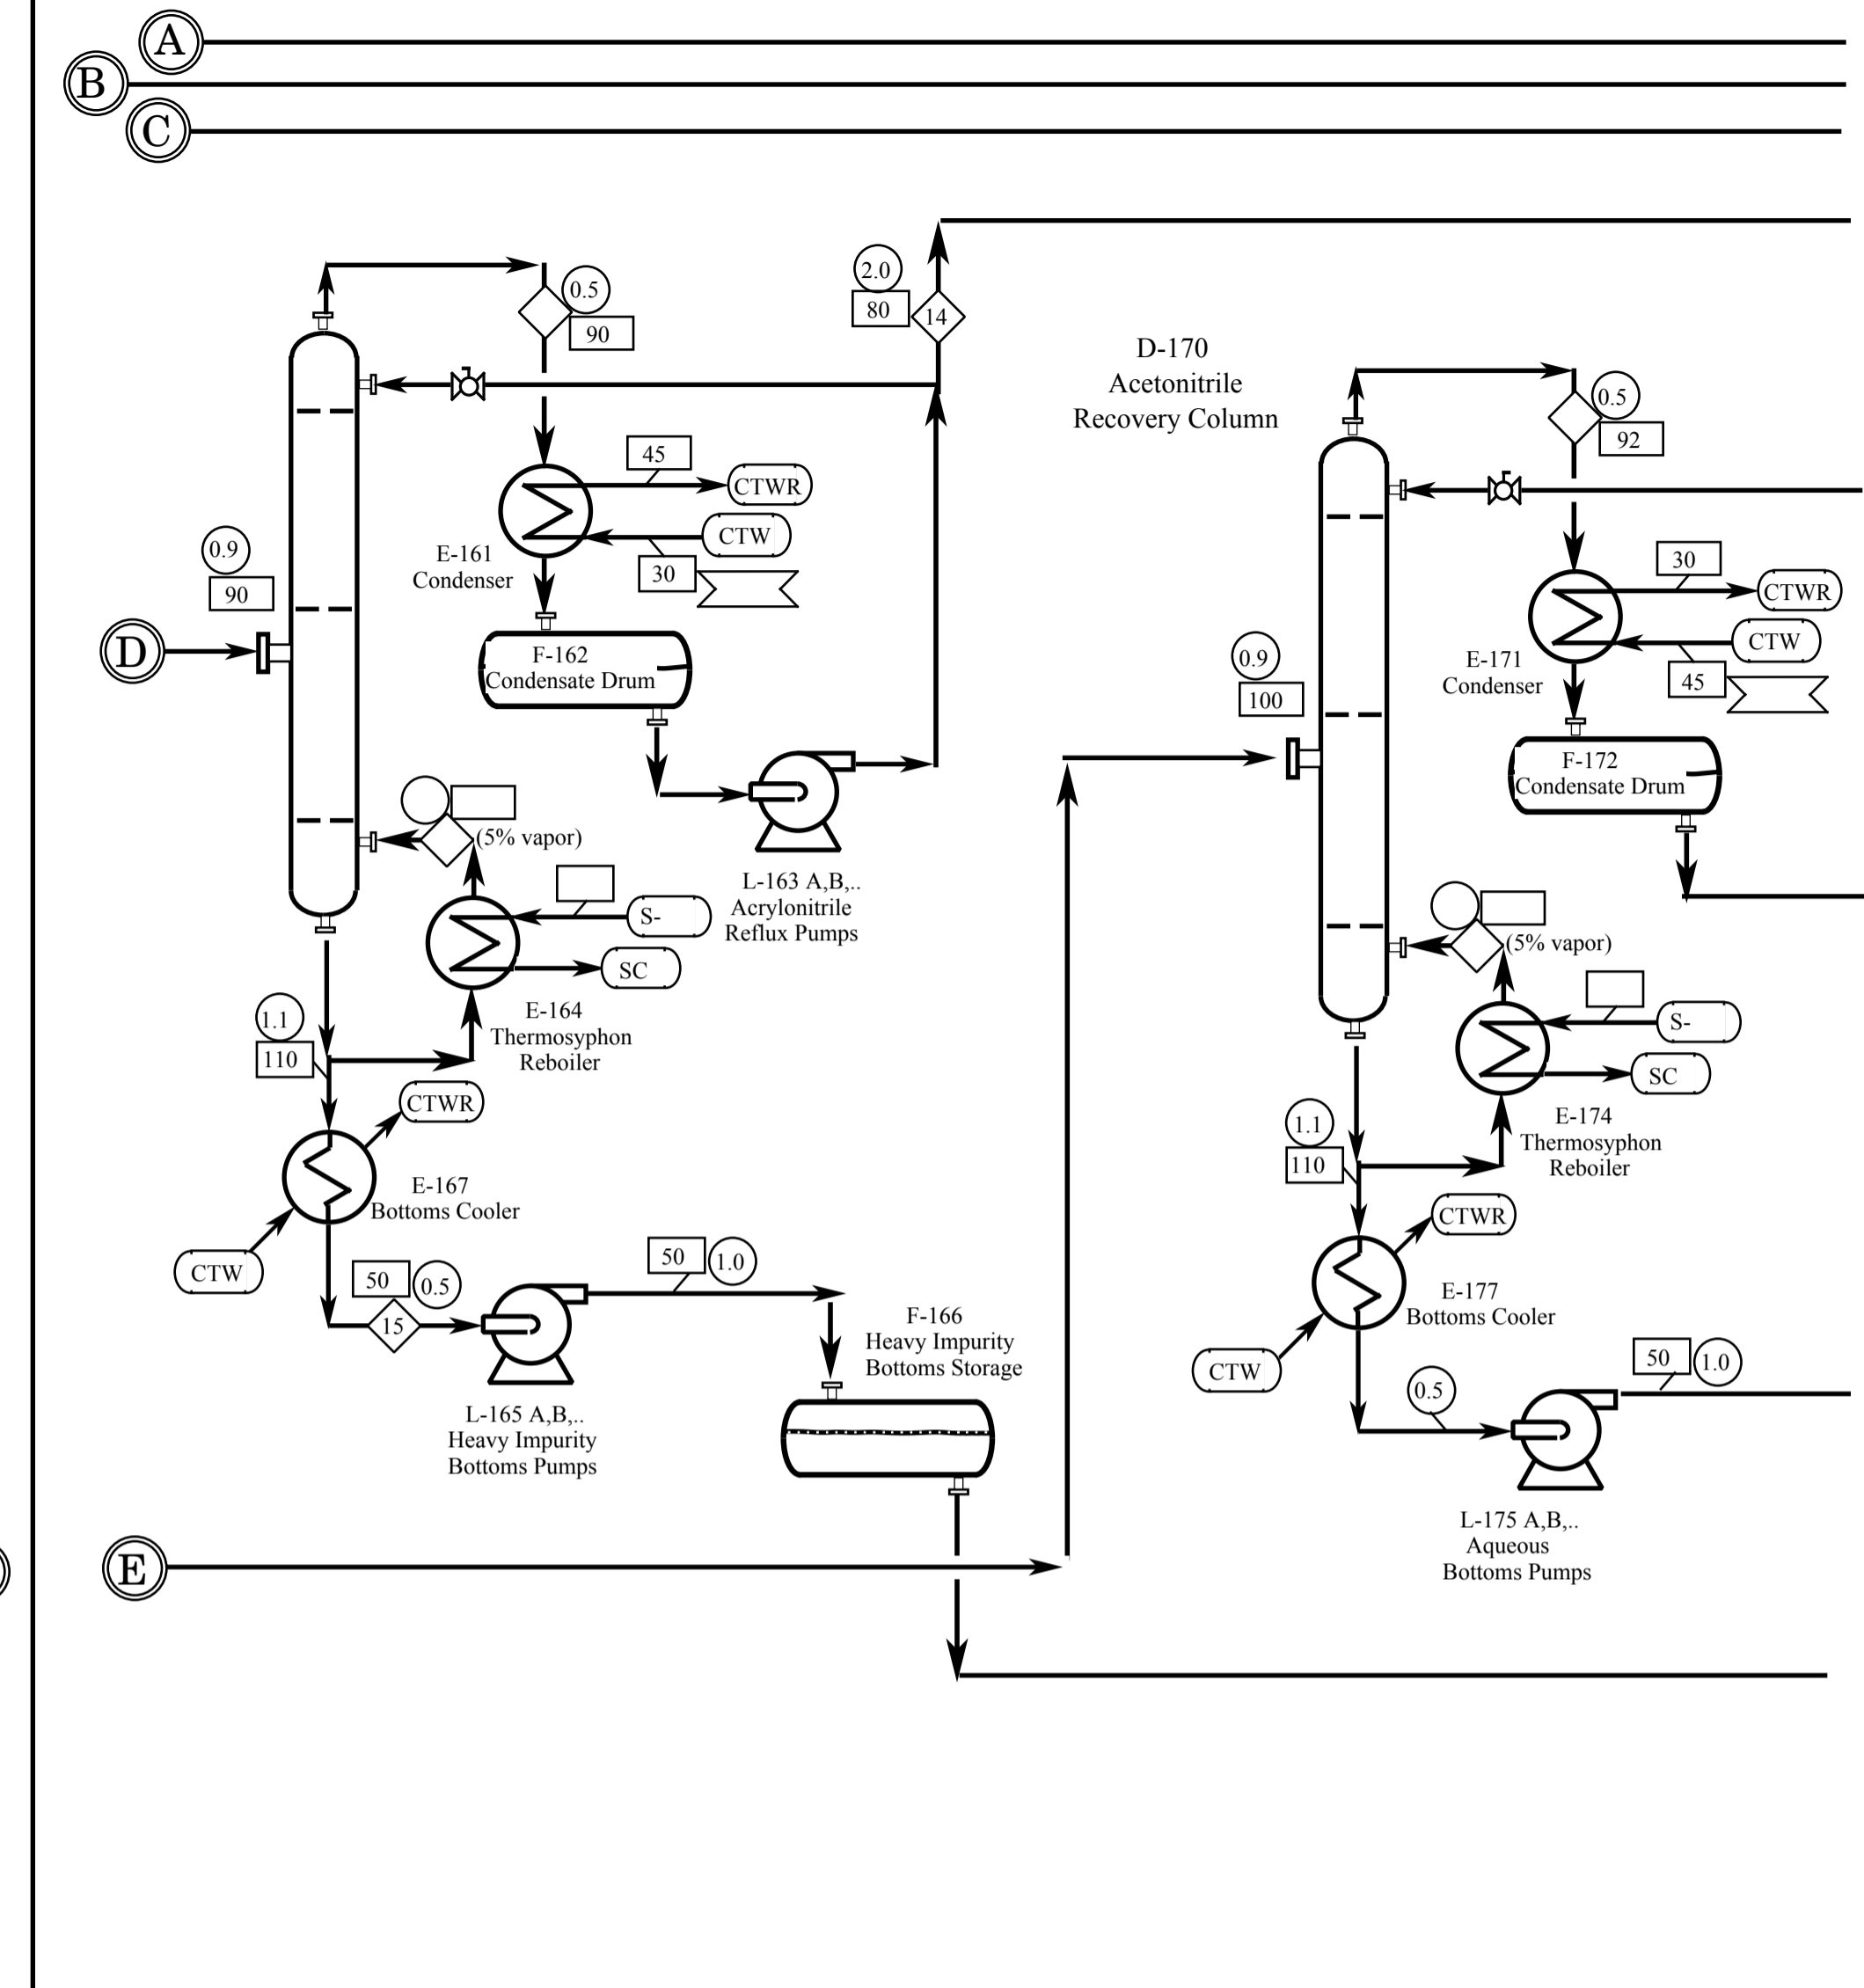 A
B
C
2.0
80
14
0.5
90
D-170
Acetonitrile
Recovery Column
0.5
92
45
CTWR
CTW
30
E-161
Condenser
0.9
90
D
F-162
Condensate Drum
30
CTWR
CTW
45
E-171
Condenser
0.9
100
F-172
Condensate Drum
(5% vapor)
L-163 A,B,..
Acrylonitrile
Reflux Pumps
S-
SC
E-164
Thermosyphon
Reboiler
1.1
110
CTWR
E-167
Bottoms Cooler
CTW
(5% vapor)
S-
SC
E-174
Thermosyphon
Reboiler
1.1
110
CTWR
E-177
Bottoms Cooler
CTW
50
0.5
15
50
1.0
F-166
Heavy Impurity
Bottoms Storage
L-165 A,B,..
Heavy Impurity
Bottoms Pumps
0.5
50
1.0
L-175 A,B,..
Aqueous
Bottoms Pumps
E